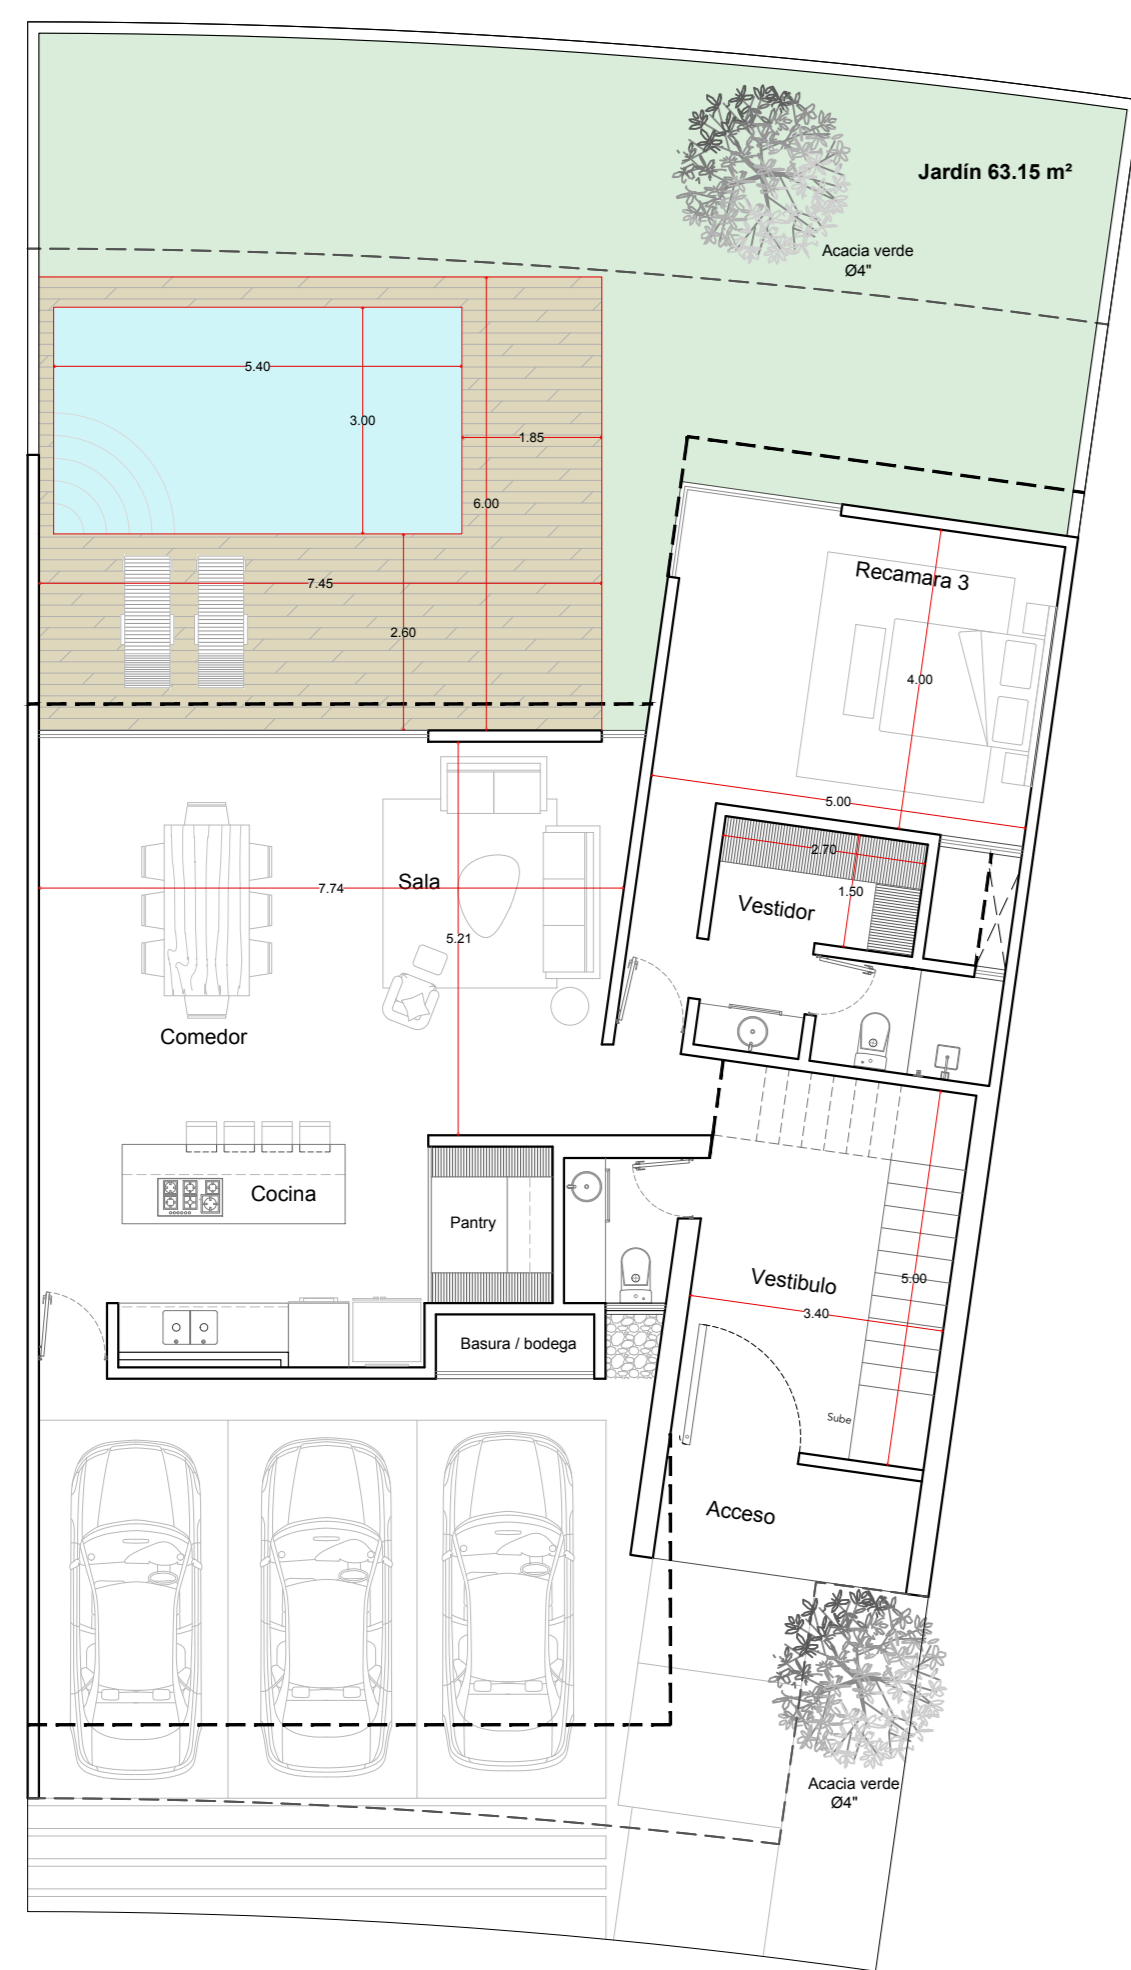 Jardín 63.15 m²
Acacia verde
Ø4"
5.40
3.00
1.85
6.00
7.45
2.60
Recamara 3
4.00
5.00
2.70
1.50
Vestidor
7.74
Sala
5.21
Comedor
Cocina
Pantry
Basura / bodega
Vestibulo
5.00
3.40
Sube
Acceso
Acacia verde
Ø4"